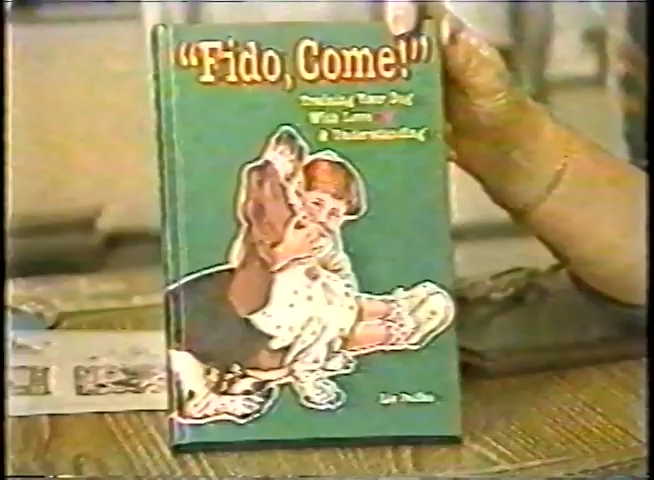 "Fido, Come!"
Training Your Dog
With Love
& Understanding